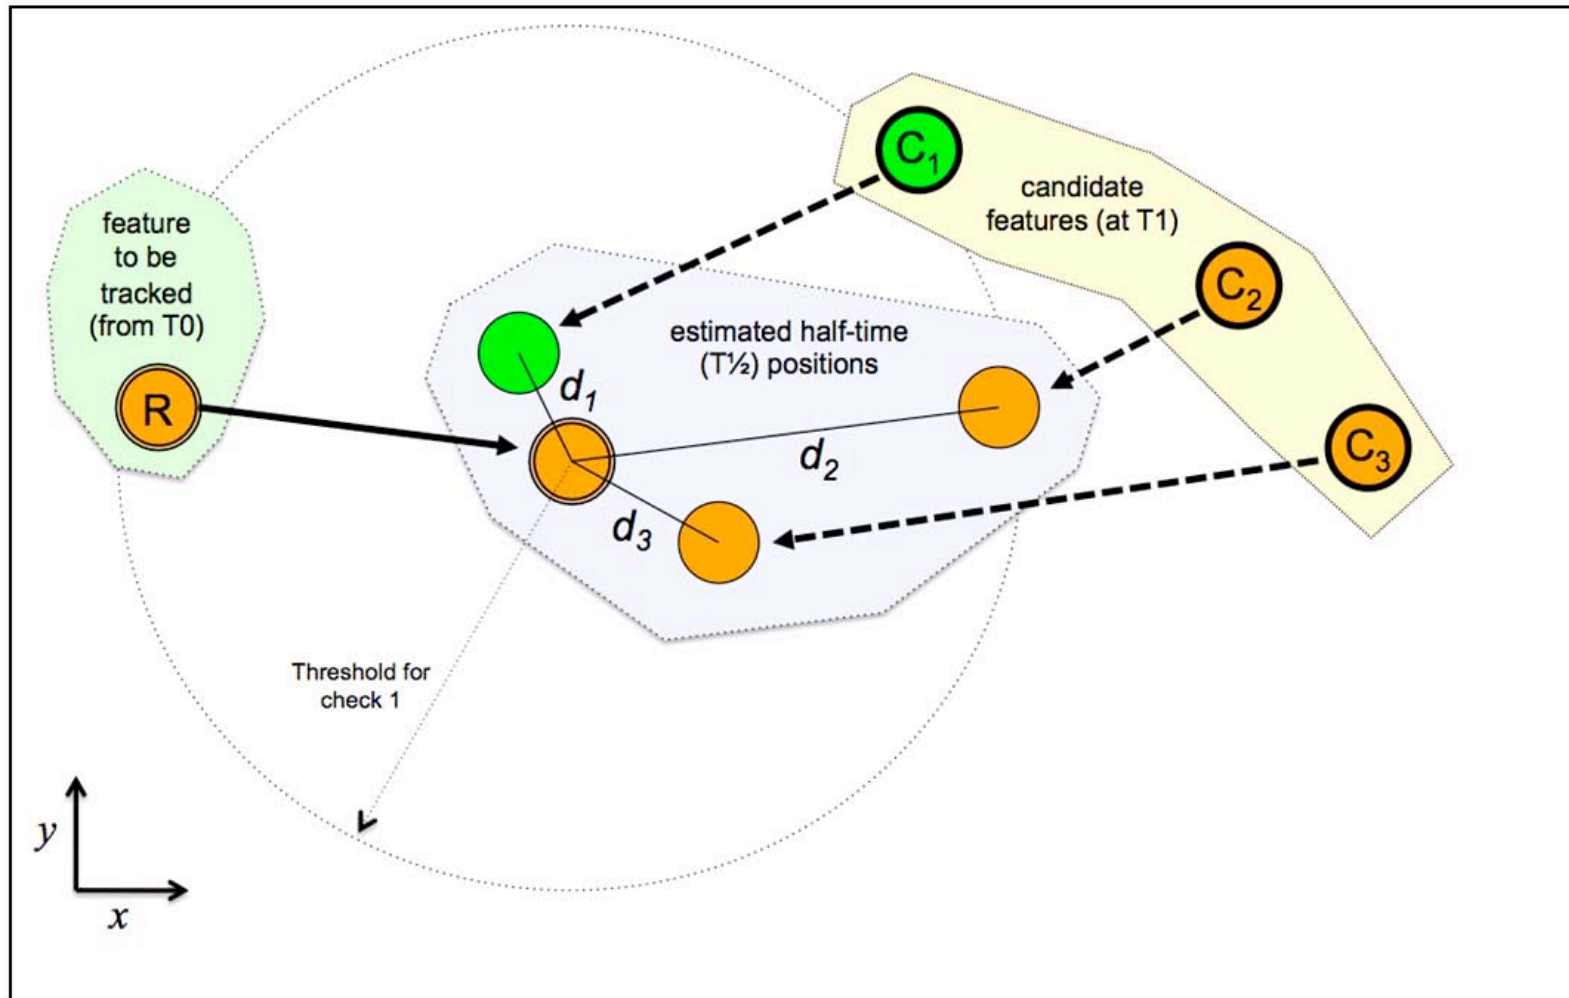 feature
to be
tracked
(from T0)
R
C₁
candidate
features (at T1)
C₂
C₃
estimated half-time
(T½) positions
d₁
d₂
d₃
Threshold for
check 1
y
x